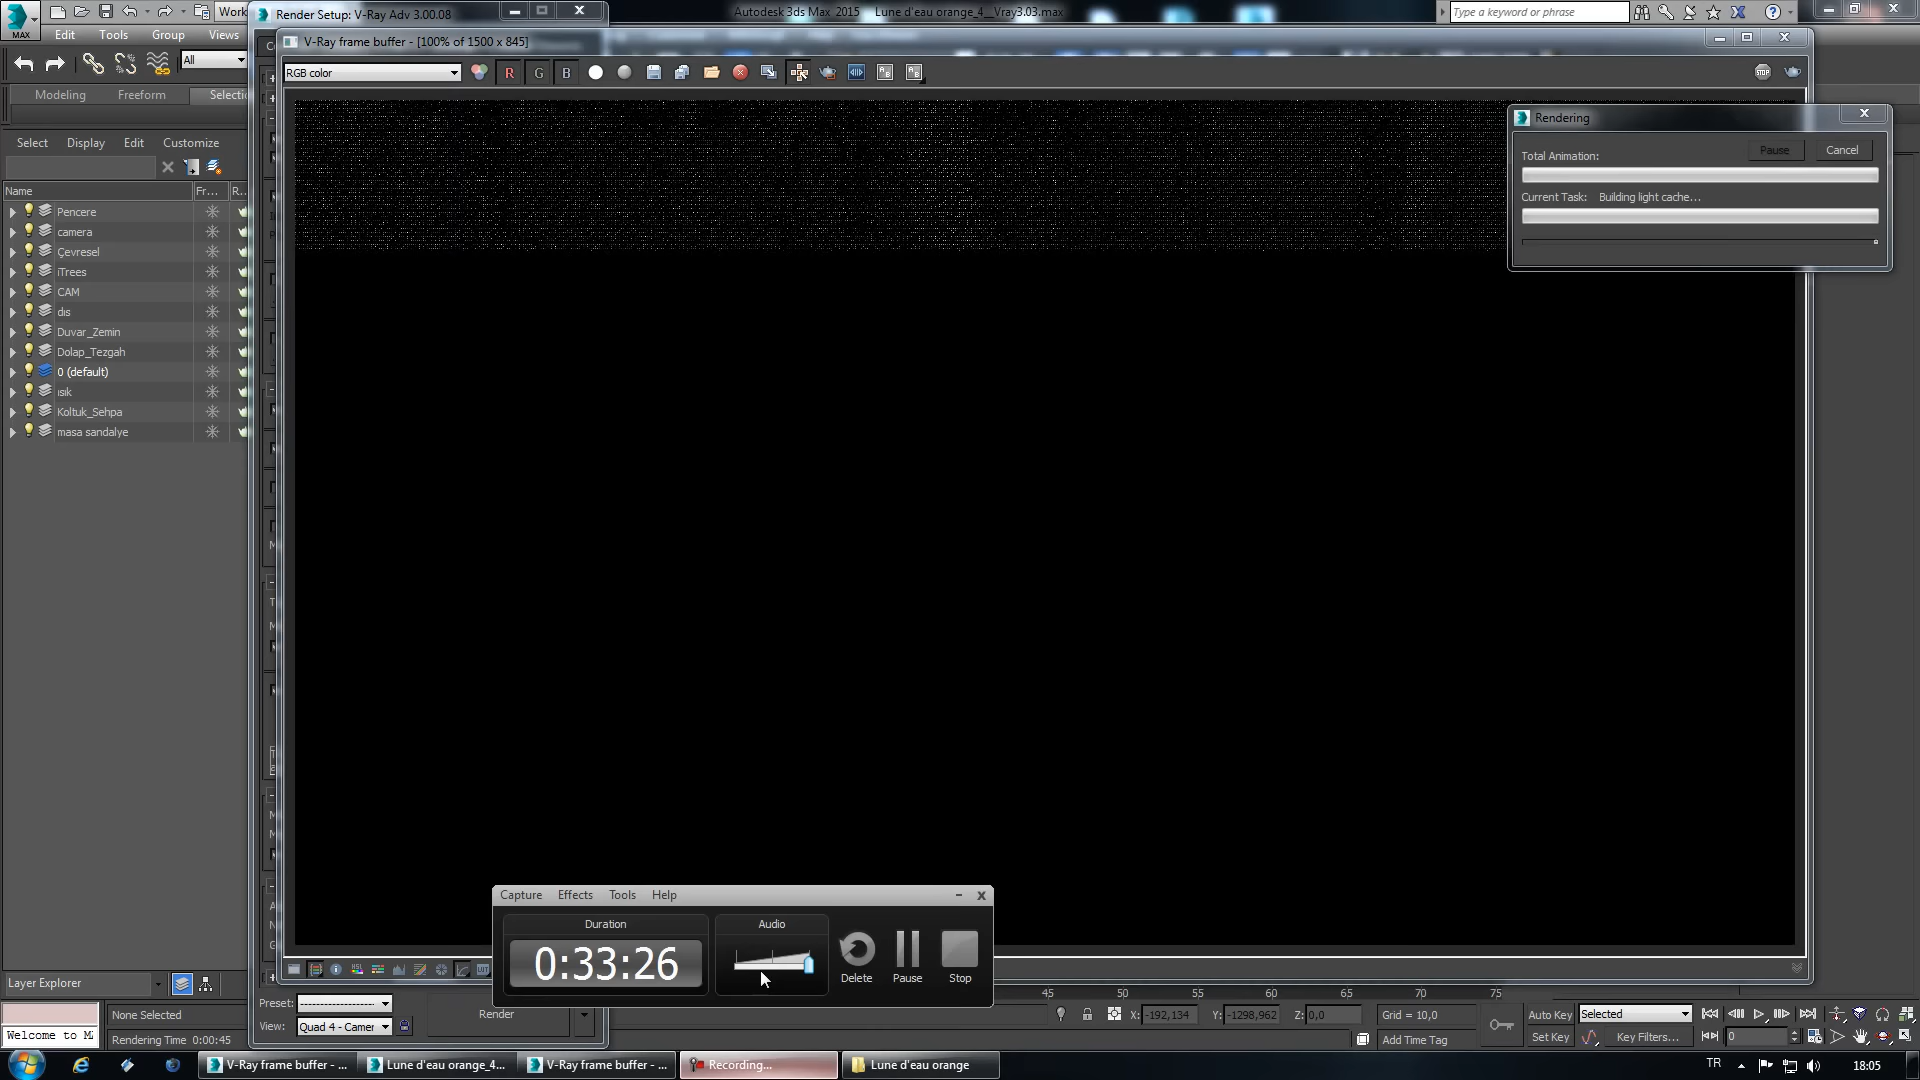 Work
Render Setup: V-Ray Adv 3.00.08
Autodesk 3ds Max 2015
Lune d'eau orange_4__Vray3.03.max
Type a keyword or phrase
MAX
Edit
Tools
Group
Views
V-Ray frame buffer - [100% of 1500 x 845]
All
RGB color
R
G
B
STOP
Modeling
Freeform
Selectio
Rendering
Total Animation:
Pause
Cancel
Current Task:
Building light cache...
Select
Display
Edit
Customize
Name
Fr...
R..
Pencere
camera
Çevresel
iTrees
CAM
dıs
Duvar_Zemin
Dolap_Tezgah
0 (default)
ısik
Koltuk_Sehpa
masa sandalye
Capture
Effects
Tools
Help
Duration
Audio
0:33:26
Delete
Pause
Stop
Layer Explorer
Preset:
View:
Quad 4 - Camer
Render
45
50
55
60
65
70
75
None Selected
X:
-192,134
Y:
-1298,962
Z:
0,0
Grid = 10,0
Auto Key
Selected
Welcome to M
Rendering Time 0:00:45
Add Time Tag
Set Key
Key Filters...
0
V-Ray frame buffer - ...
Lune d'eau orange_4...
V-Ray frame buffer - ...
Recording...
Lune d'eau orange
TR
18:05